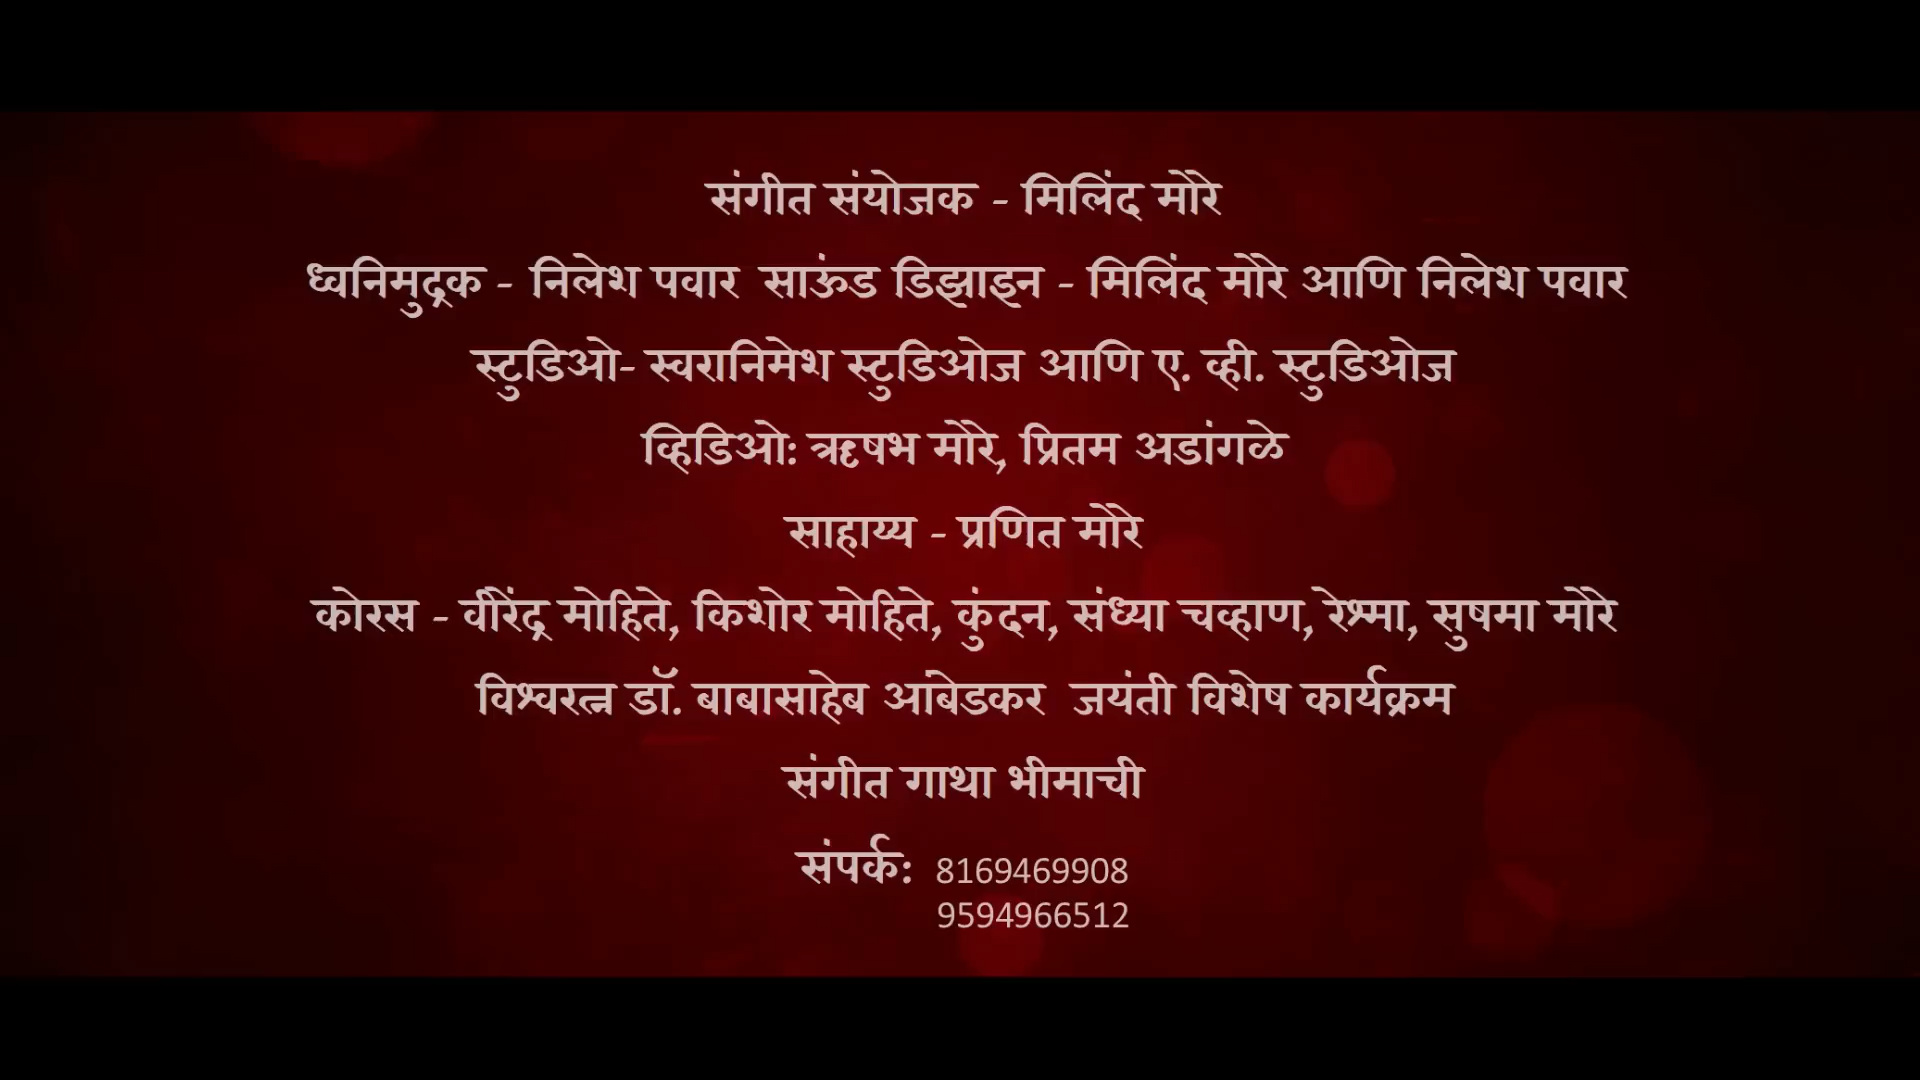 संगीत संयोजक - मिलिंद मोरे
ध्वनिमुद्रक - निलेश पवार साऊंड डिझाइन - मिलिंद मोरे आणि निलेश पवार
स्टुडिओ- स्वरानिमेश स्टुडिओज आणि ए. व्ही. स्टुडिओज
व्हिडिओः ऋषभ मोरे, प्रितम अडांगळे
साहाय्य - प्रणित मोरे
कोरस - वीरेंद्र मोहिते, किशोर मोहिते, कुंदन, संध्या चव्हाण, रेश्मा, सुषमा मोरे
विश्वरत्न डॉ. बाबासाहेब आंबेडकर जयंती विशेष कार्यक्रम
संगीत गाथा भीमाची
संपर्कः 8169469908
9594966512